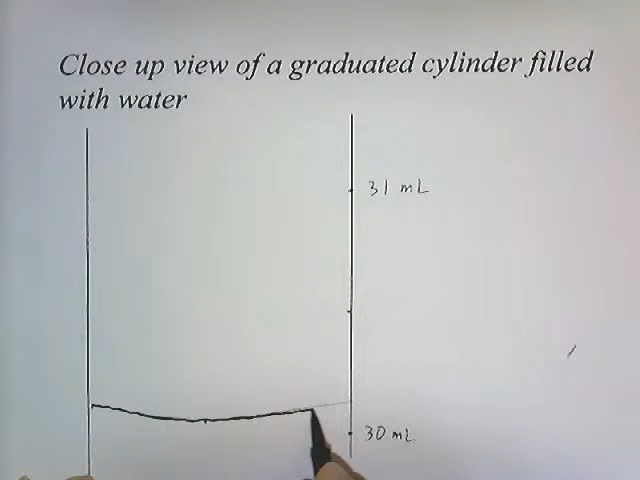 Close up view of a graduated cylinder filled
with water
31 mL
30 mL